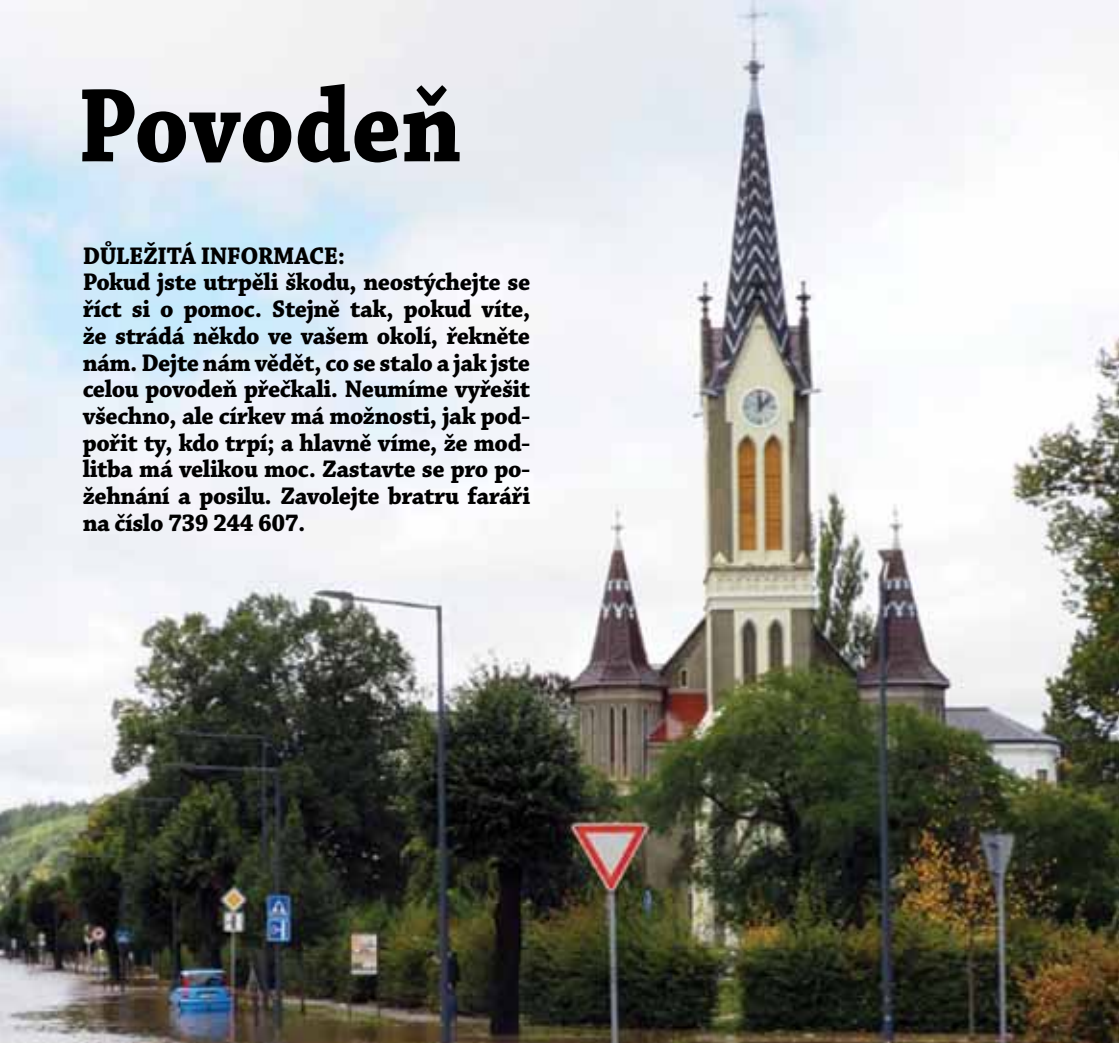 Povodeň
DŮLEŽITÁ INFORMACE:
Pokud jste utrpěli škodu, neostýchejte se
říct si o pomoc. Stejně tak, pokud víte,
že strádá někdo ve vašem okolí, řekněte
nám. Dejte nám vědět, co se stalo a jak jste
celou povodeň přečkali. Neumíme vyřešit
všechno, ale církev má možnosti, jak pod-
pořit ty, kdo trpí; a hlavně víme, že mod-
litba má velikou moc. Zastavte se pro po-
žehnání a posilu. Zavolejte bratru faráři
na číslo 739 244 607.